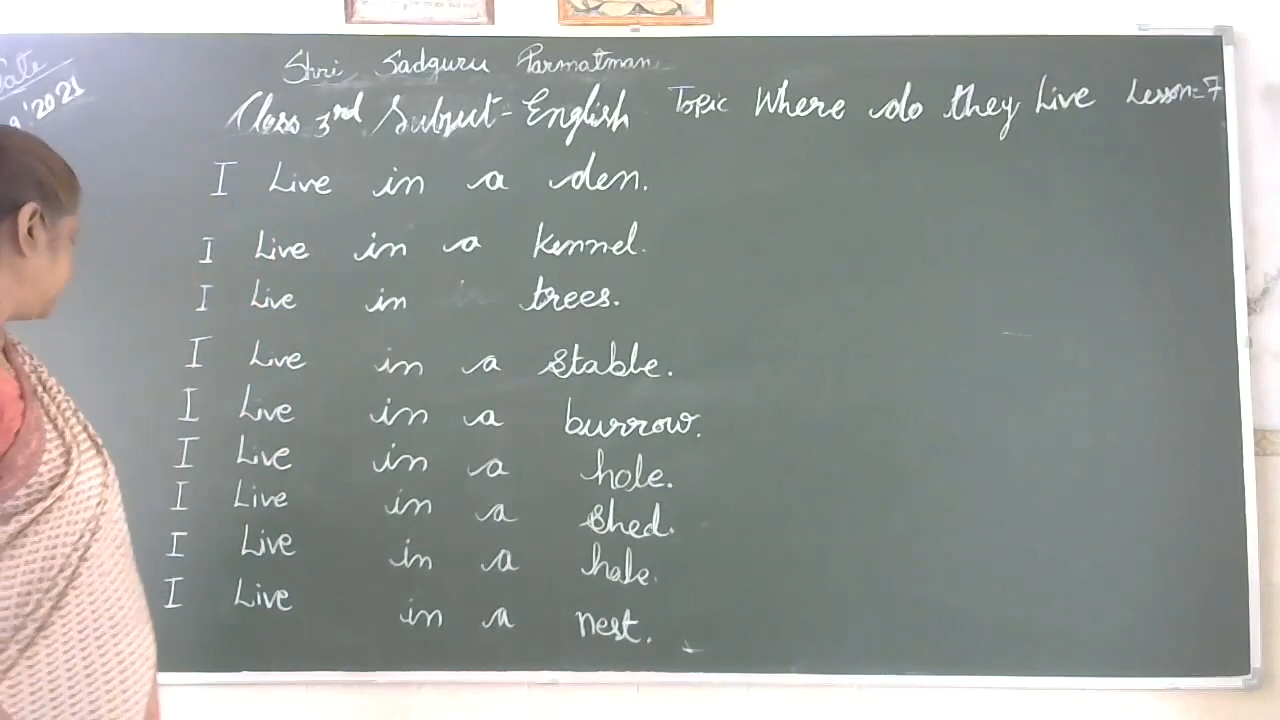 Date
'2021
Shri Sadguru Parmatman
Class 3rd Subject - English Topic Where do they Live Lesson = 7
I Live in a den.
I Live in a kennel.
I Live in trees.
I Live in a stable.
I Live in a burrow.
I Live in a hole.
I Live in a shed.
I Live in a hole.
I Live in a nest.